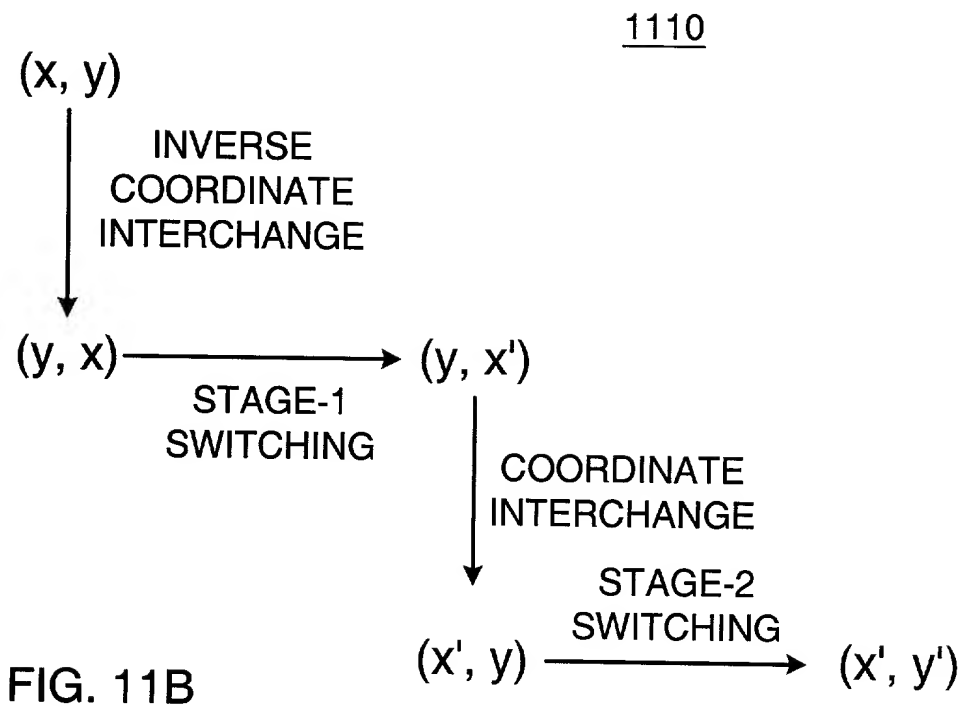 1110
(x, y)
INVERSE
COORDINATE
INTERCHANGE
(y, x)
(y, x')
STAGE-1
SWITCHING
COORDINATE
INTERCHANGE
STAGE-2
SWITCHING
(x', y)
(x', y')
FIG. 11B